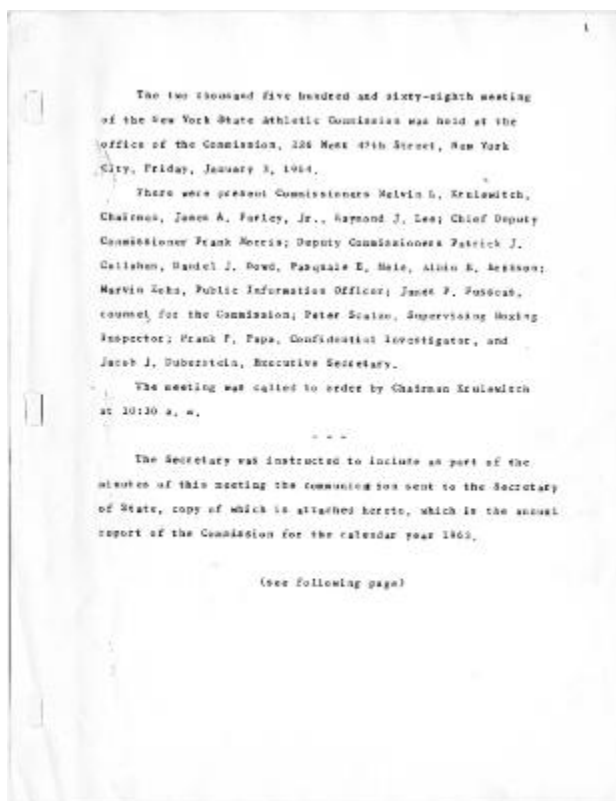 1
The two thousand five hundred and sixty-eighth meeting
of the New York State Athletic Commission was held at the
office of the Commission, 226 West 47th Street, New York
City, Friday, January 3, 1964.
There were present Commissioners Melvin L. Krulewitch,
Chairman, James A. Farley, Jr., Raymond J. Lee; Chief Deputy
Commissioner Frank Morris; Deputy Commissioners Patrick J.
Callahan, Daniel J. Dowd, Pasquale E.
Marvin Kohn, Public Information Officer; James P.
counsel for the Commission; Peter Scalzo, Supervising Boxing
Inspector; Frank P. Papa, Confidential Investigator, and
Jacob J. Duberstein, Executive Secretary.
The meeting was called to order by Chairman Krulewitch
at 10:30 a. m.
- - -
The Secretary was instructed to include as part of the
minutes of this meeting the sent to the Secretary
of State, copy of which is attached hereto, which is the annual
report of the Commission for the calendar year 1963.
(see following page)